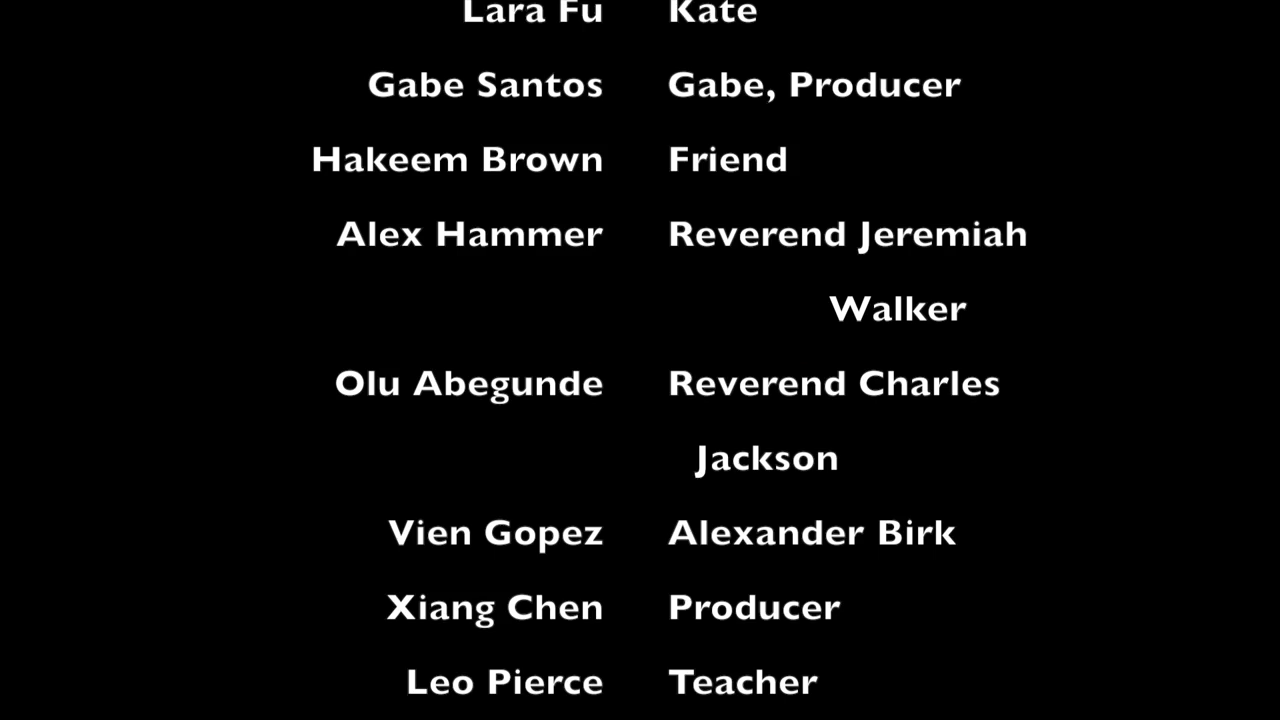 Lara Fu Kate
Gabe Santos Gabe, Producer
Hakeem Brown Friend
Alex Hammer Reverend Jeremiah
Walker
Olu Abegunde Reverend Charles
Jackson
Vien Gopez Alexander Birk
Xiang Chen Producer
Leo Pierce Teacher